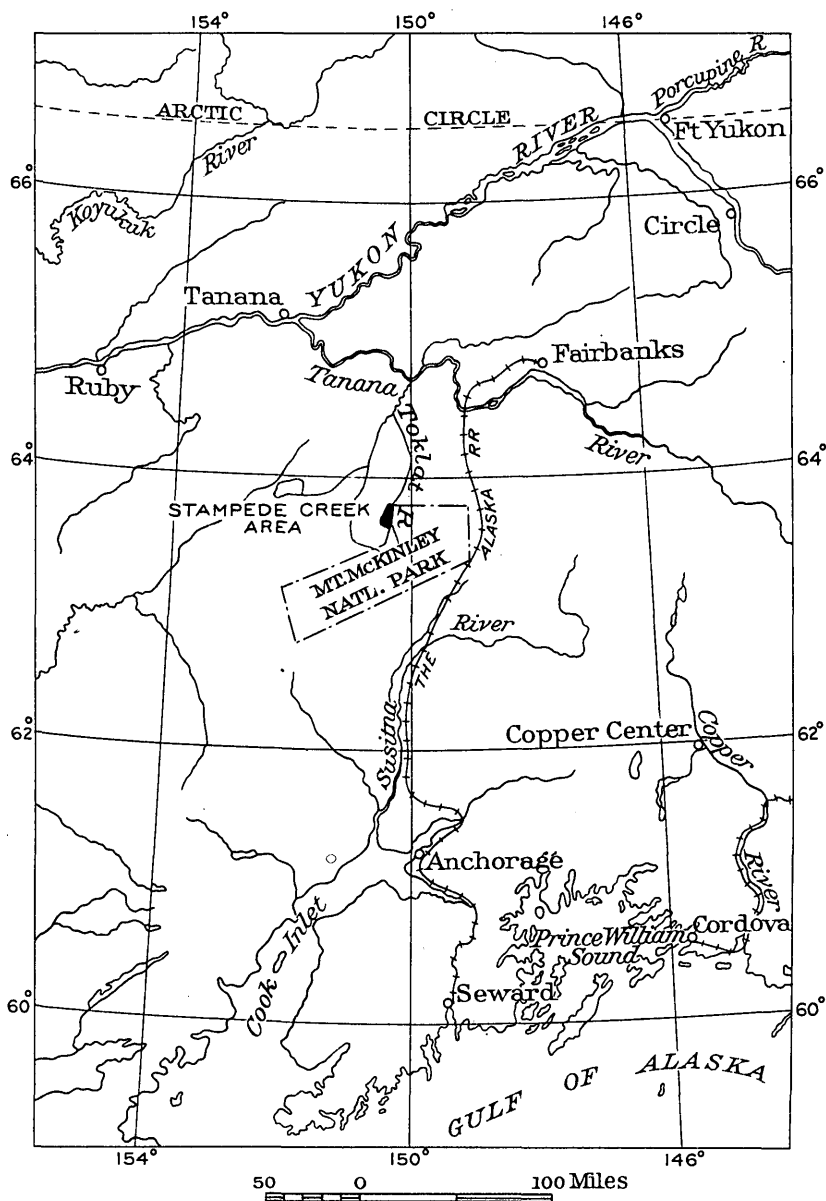 154°
150°
146°
Porcupine R
ARCTIC
CIRCLE
RIVER
Ft Yukon
River
66°
66°
Koyukuk
Circle
YUKON
Tanana
Fairbanks
Ruby
Tanana
Toklat R
RR
River
64°
64°
STAMPEDE CREEK
AREA
ALASKA
MT. McKINLEY
NATL. PARK
River
THE
Susitna
62°
Copper Center
Copper
62°
Anchorage
River
Cook Inlet
Prince William
Sound
Cordova
60°
Seward
60°
GULF OF ALASKA
154°
150°
146°
50 0 100 Miles